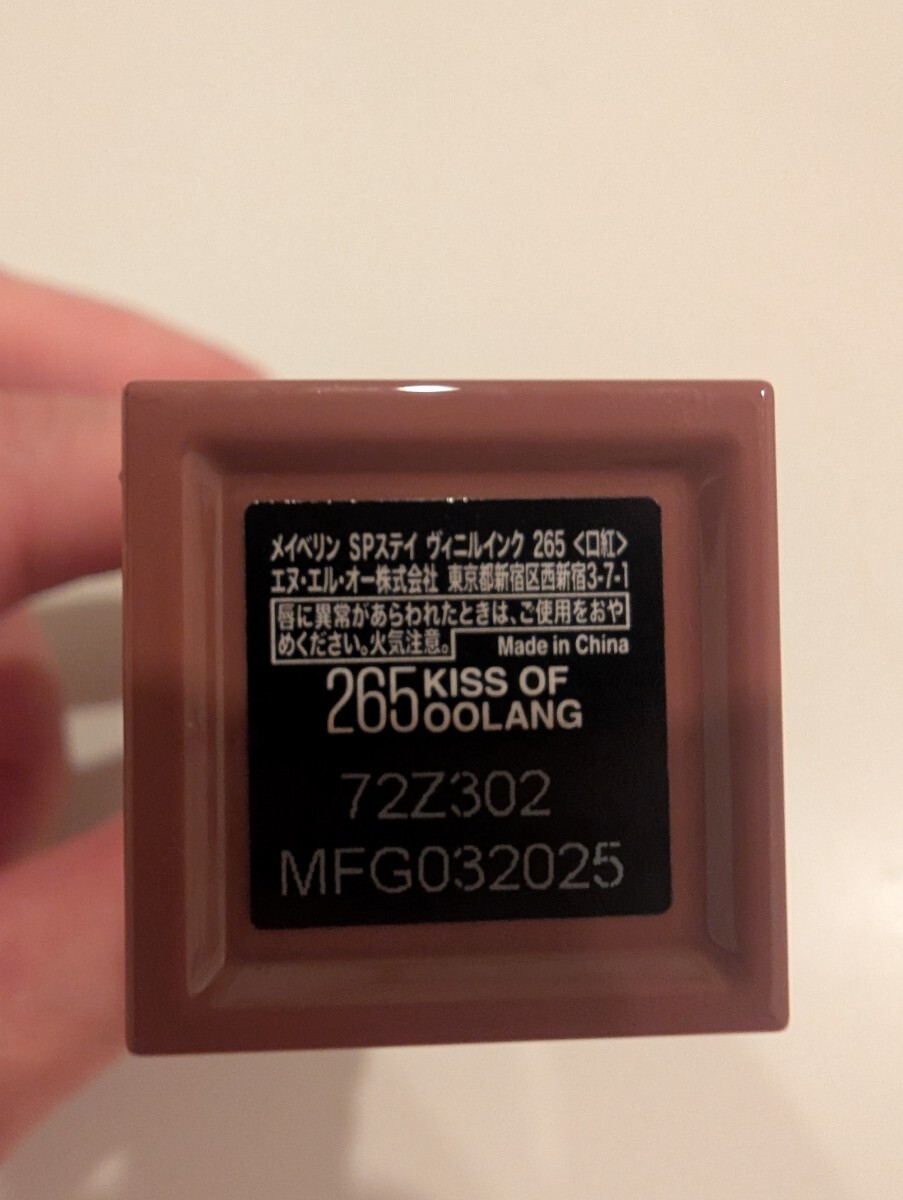 メイベリン SPステイ ヴィニルインク 265 <口紅>
エヌ・エル・オー株式会社 東京都新宿区西新宿3-7-1
唇に異常があらわれたときは、ご使用をおや
めください。火気注意。 Made in China
265 KISS OF
OOLANG
72Z302
MFG032025